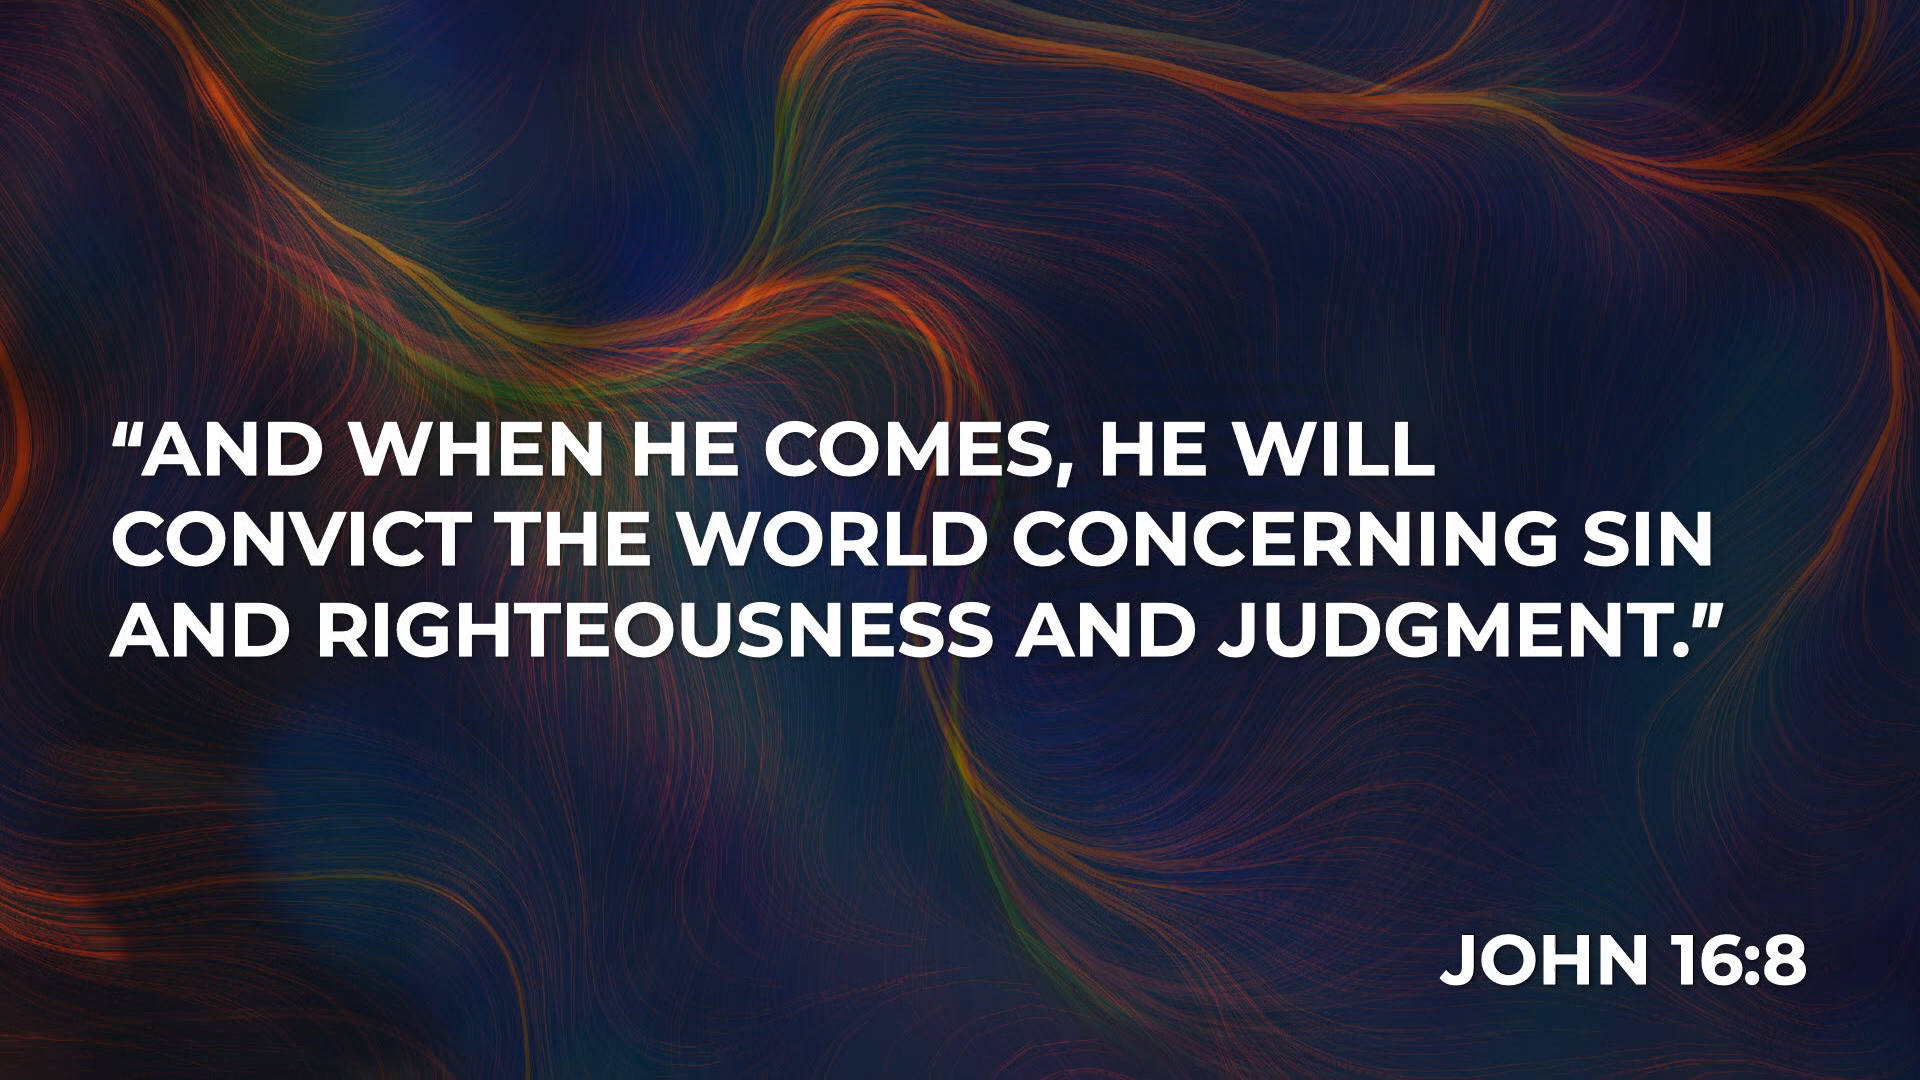 “AND WHEN HE COMES, HE WILL
CONVICT THE WORLD CONCERNING SIN
AND RIGHTEOUSNESS AND JUDGMENT.”
JOHN 16:8